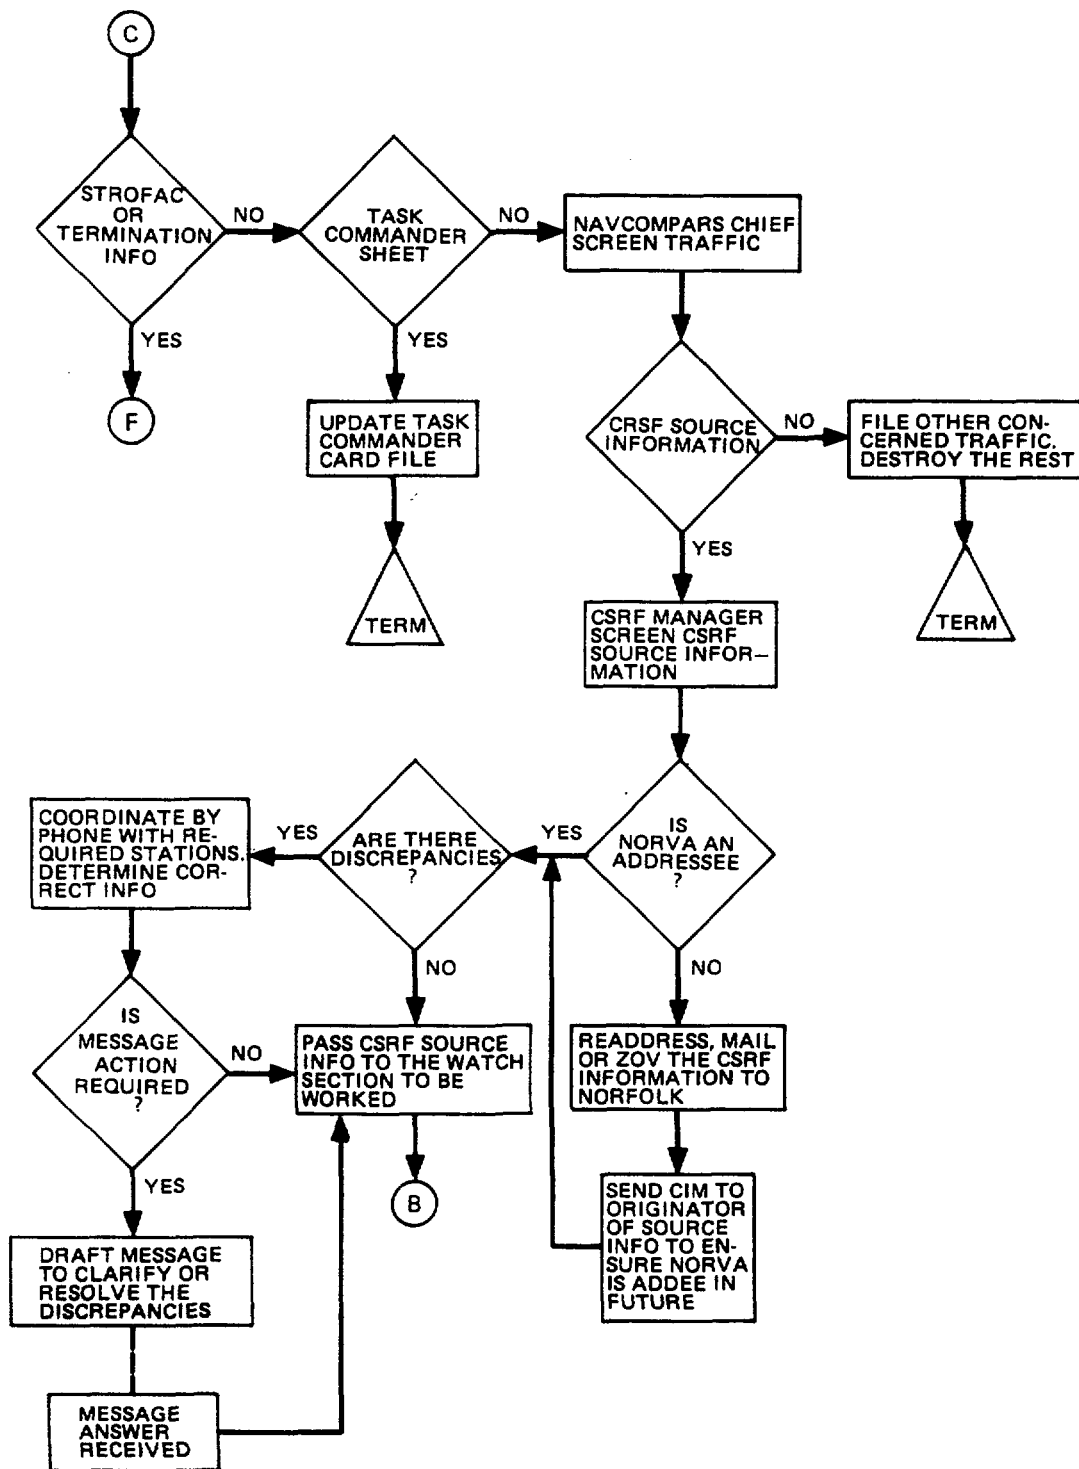 C
STROFAC
OR
TERMINATION
INFO
NO
TASK
COMMANDER
SHEET
NO
NAVCOMPARS CHIEF
SCREEN TRAFFIC
YES
F
YES
UPDATE TASK
COMMANDER
CARD FILE
TERM
CRSF SOURCE
INFORMATION
NO
FILE OTHER CON-
CERNED TRAFFIC.
DESTROY THE REST
TERM
YES
CSRF MANAGER
SCREEN CSRF
SOURCE INFOR-
MATION
IS
NORVA AN
ADDRESSEE
?
YES
ARE THERE
DISCREPANCIES
?
YES
COORDINATE BY
PHONE WITH RE-
QUIRED STATIONS.
DETERMINE COR-
RECT INFO
NO
NO
IS
MESSAGE
ACTION
REQUIRED
?
NO
PASS CSRF SOURCE
INFO TO THE WATCH
SECTION TO BE
WORKED
READDRESS, MAIL
OR ZOV THE CSRF
INFORMATION TO
NORFOLK
YES
B
SEND CIM TO
ORIGINATOR
OF SOURCE
INFO TO EN-
SURE NORVA
IS ADDEE IN
FUTURE
DRAFT MESSAGE
TO CLARIFY OR
RESOLVE THE
DISCREPANCIES
MESSAGE
ANSWER
RECEIVED